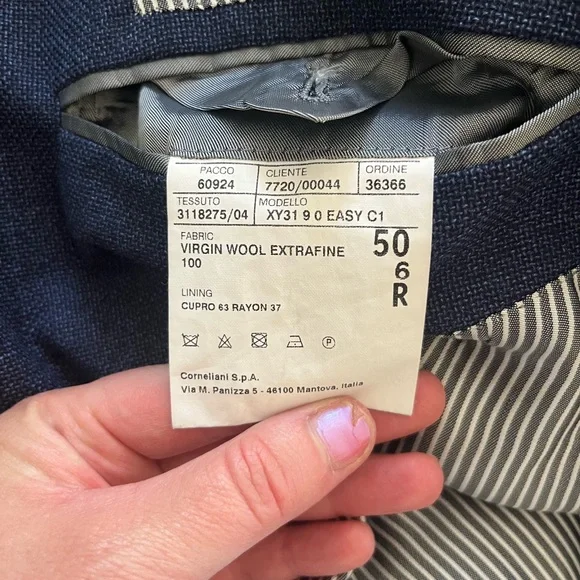 PACCO CLIENTE ORDINE
60924 7720/00044 36366
TESSUTO MODELLO
3118275/04 XY31 9 0 EASY C1
FABRIC
VIRGIN WOOL EXTRAFINE
100
50
6
R
LINING
CUPRO 63 RAYON 37
P
Corneliani S.p.A.
Via M. Panizza 5 - 46100 Mantova, Italia